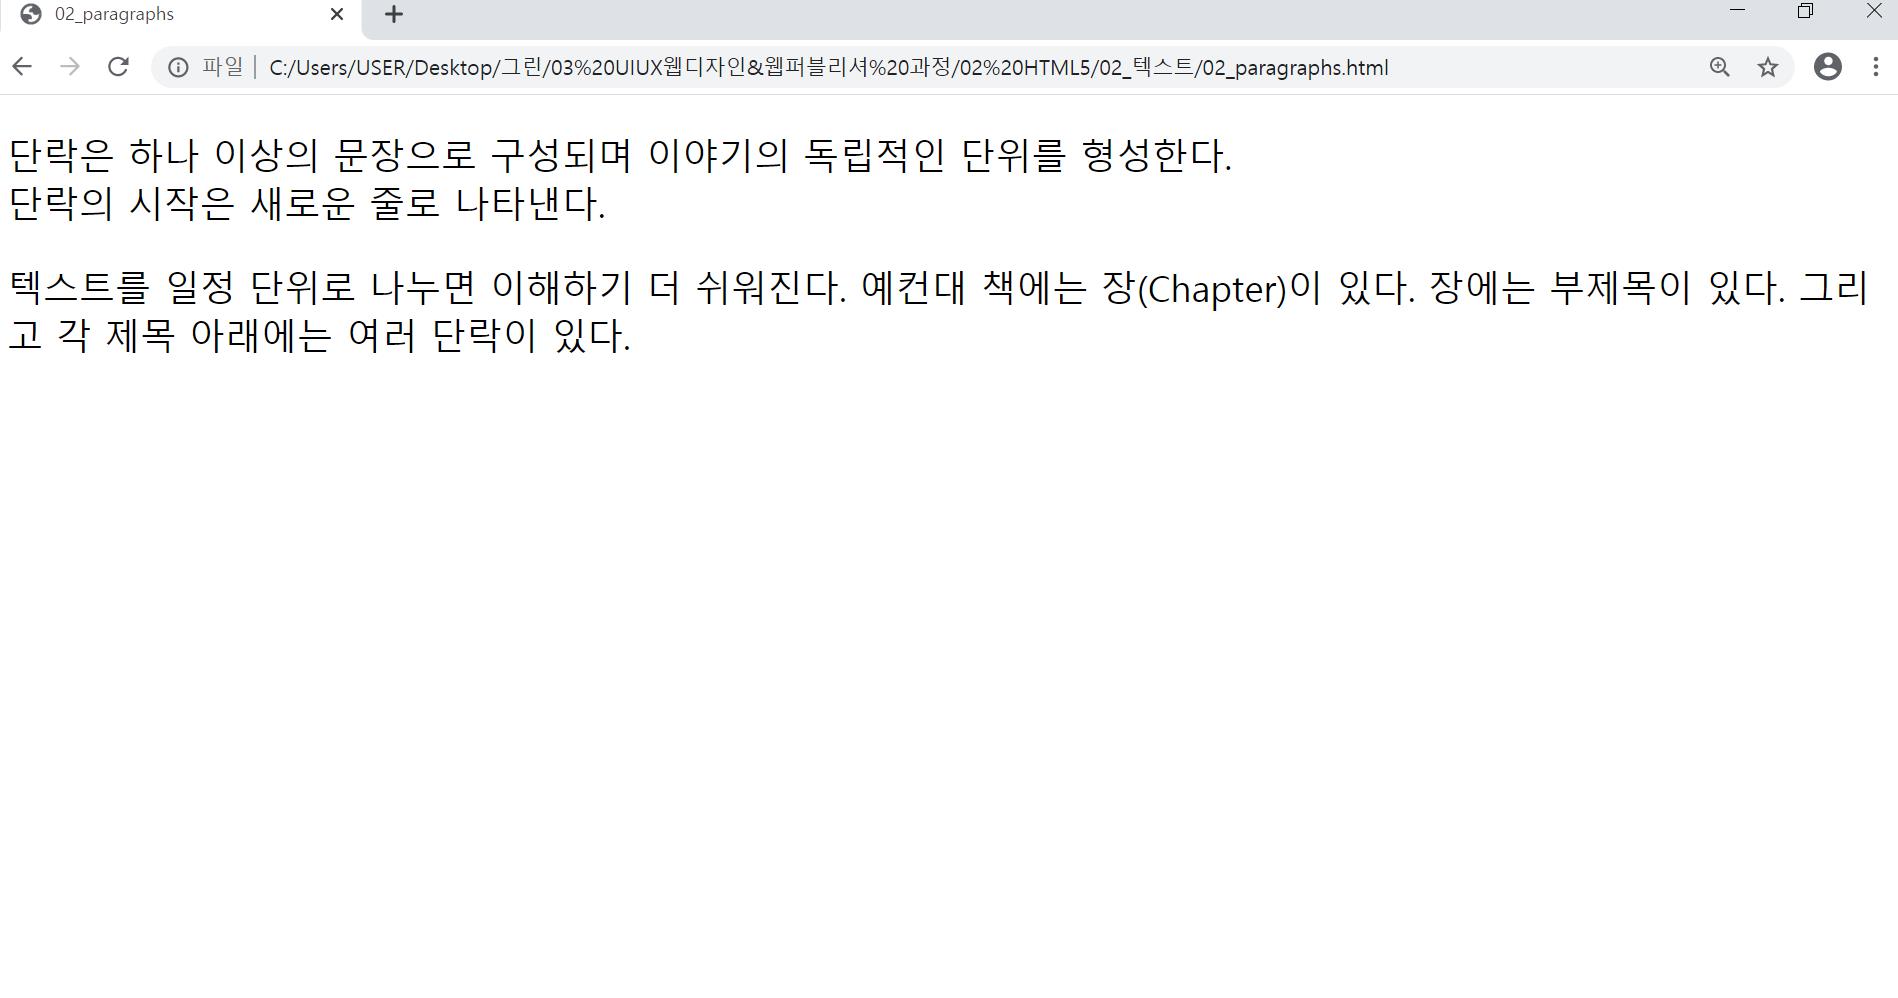 02_paragraphs
파일 | C:/Users/USER/Desktop/그린/03%20UIUX웹디자인&웹퍼블리셔%20과정/02%20HTML5/02_텍스트/02_paragraphs.html
단락은 하나 이상의 문장으로 구성되며 이야기의 독립적인 단위를 형성한다.
단락의 시작은 새로운 줄로 나타낸다.
텍스트를 일정 단위로 나누면 이해하기 더 쉬워진다. 예컨대 책에는 장(Chapter)이 있다. 장에는 부제목이 있다. 그리
고 각 제목 아래에는 여러 단락이 있다.